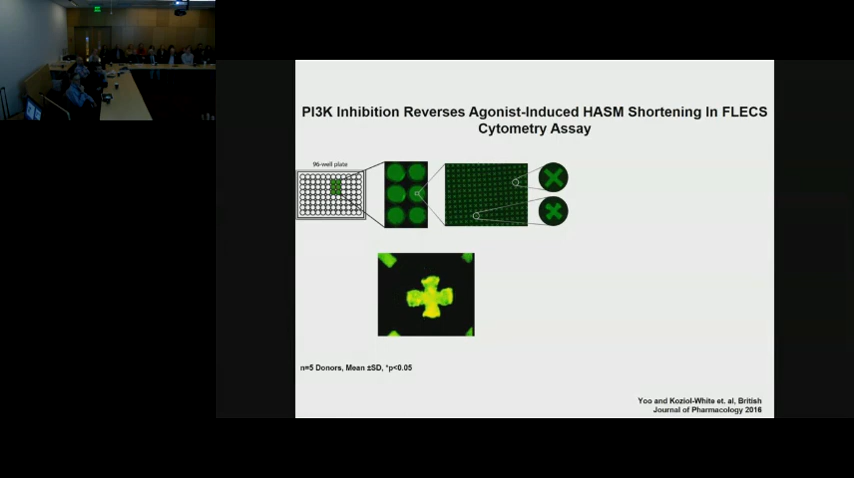 PI3K Inhibition Reverses Agonist-Induced HASM Shortening In FLECS
Cytometry Assay
96-well plate
n=5 Donors, Mean ±SD, *p<0.05
Yoo and Koziol-White et. al, British
Journal of Pharmacology 2016